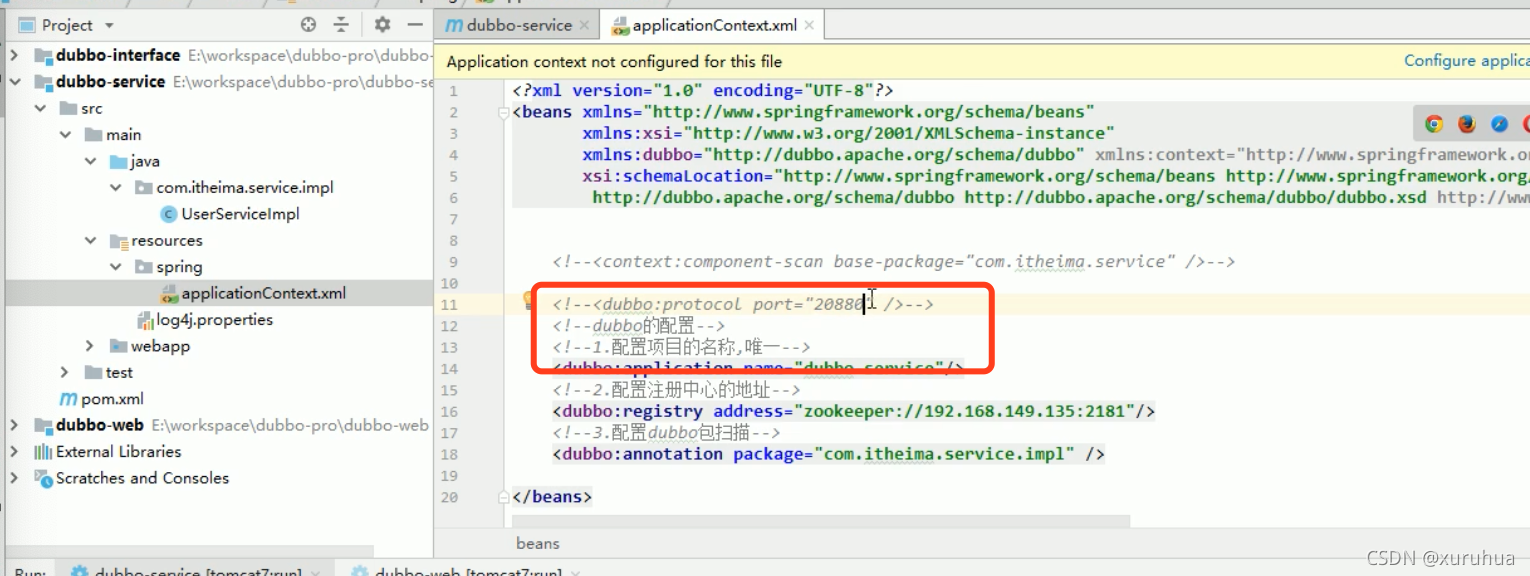 Project
dubbo-service
applicationContext.xml
dubbo-interface E:\workspace\dubbo-pro\dubbo-
dubbo-service E:\workspace\dubbo-pro\dubbo-se
src
main
java
com.itheima.service.impl
UserServiceImpl
resources
spring
applicationContext.xml
log4j.properties
webapp
test
pom.xml
dubbo-web E:\workspace\dubbo-pro\dubbo-web
External Libraries
Scratches and Consoles
Application context not configured for this file
Configure applica
1 <?xml version="1.0" encoding="UTF-8"?>
2 <beans xmlns="http://www.springframework.org/schema/beans"
3 xmlns:xsi="http://www.w3.org/2001/XMLSchema-instance"
4 xmlns:dubbo="http://dubbo.apache.org/schema/dubbo" xmlns:context="http://www.springframework.or
5 xsi:schemaLocation="http://www.springframework.org/schema/beans http://www.springframework.org/
6 http://dubbo.apache.org/schema/dubbo http://dubbo.apache.org/schema/dubbo/dubbo.xsd http://www
7
8
9 <!--<context:component-scan base-package="com.itheima.service" />-->
10
11 <!--<dubbo:protocol port="20880" />-->
12 <!--dubbo的配置-->
13 <!--1.配置项目的名称,唯一-->
14 <dubbo:application name="dubbo-service"/>
15 <!--2.配置注册中心的地址-->
16 <dubbo:registry address="zookeeper://192.168.149.135:2181"/>
17 <!--3.配置dubbo包扫描-->
18 <dubbo:annotation package="com.itheima.service.impl" />
19
20 </beans>
beans
Run: dubbo-service [tomcat7:run] dubbo-web [tomcat7:run]
CSDN @xuruhua